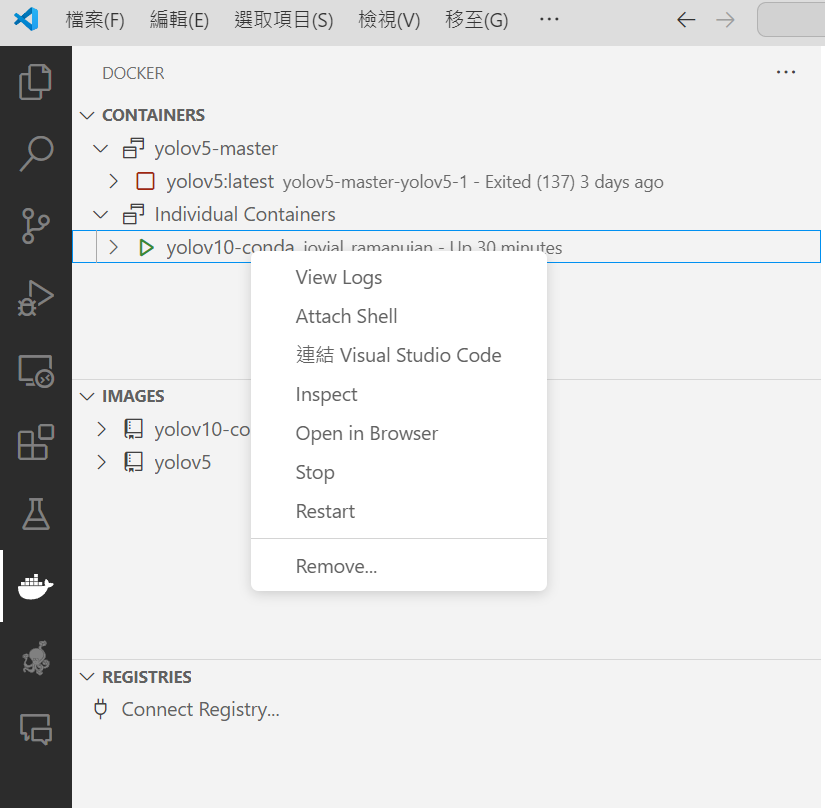 檔案(F) 編輯(E) 選取項目(S) 檢視(V) 移至(G) ···
DOCKER ···
CONTAINERS
yolov5-master
yolov5:latest yolov5-master-yolov5-1 - Exited (137) 3 days ago
Individual Containers
yolov10-conda jovial_ramanujan - Up 30 minutes
View Logs
Attach Shell
連結 Visual Studio Code
Inspect
Open in Browser
Stop
Restart
Remove...
IMAGES
yolov10-co
yolov5
REGISTRIES
Connect Registry...